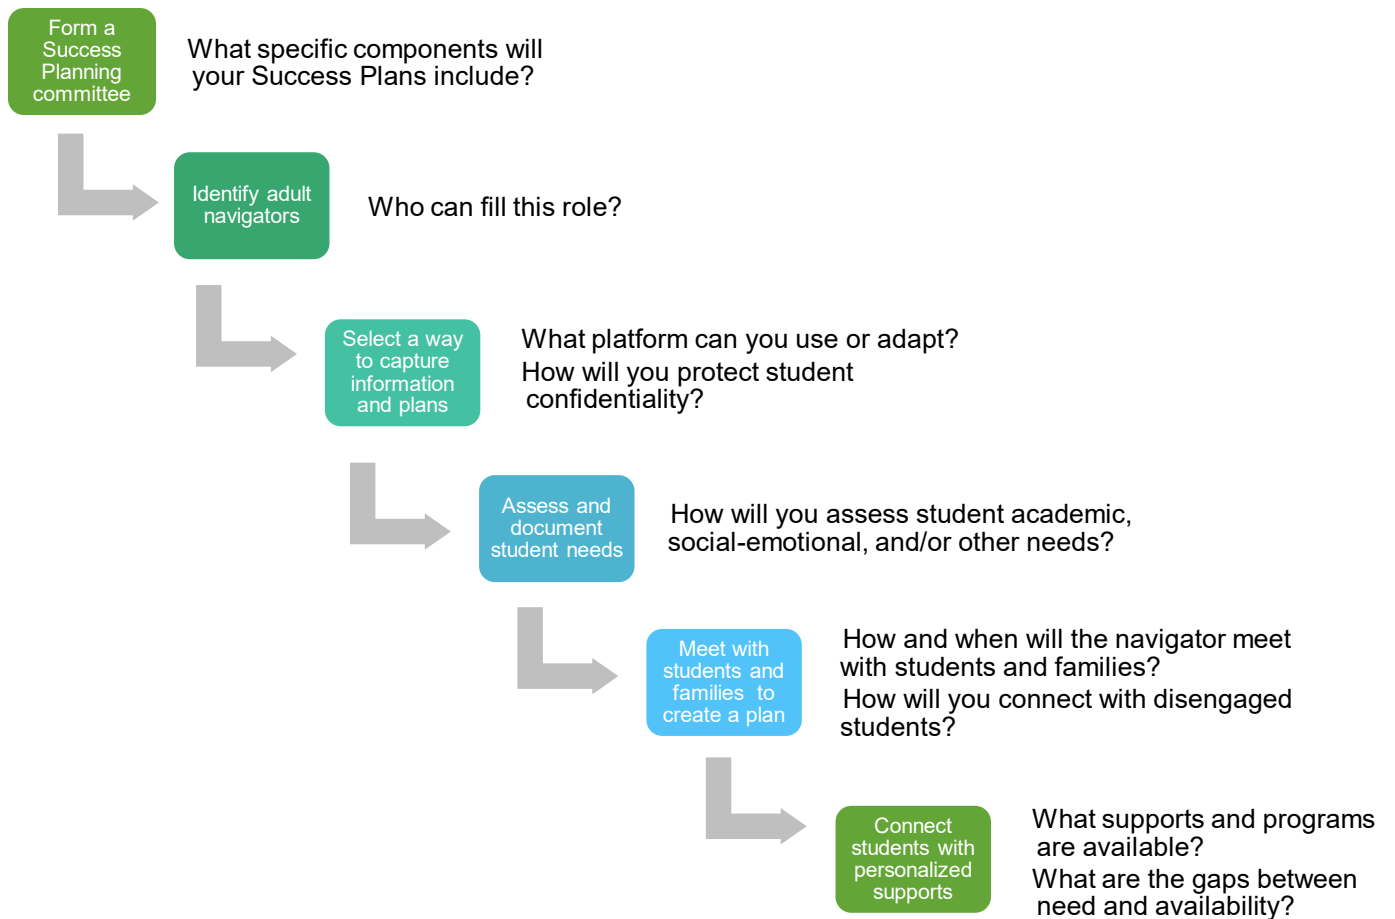 Form a
Success
Planning
committee
What specific components will
your Success Plans include?
Identify adult
navigators
Who can fill this role?
Select a way
to capture
information
and plans
What platform can you use or adapt?
How will you protect student
confidentiality?
Assess and
document
student needs
How will you assess student academic,
social-emotional, and/or other needs?
Meet with
students and
families to
create a plan
How and when will the navigator meet
with students and families?
How will you connect with disengaged
students?
Connect
students with
personalized
supports
What supports and programs
are available?
What are the gaps between
need and availability?